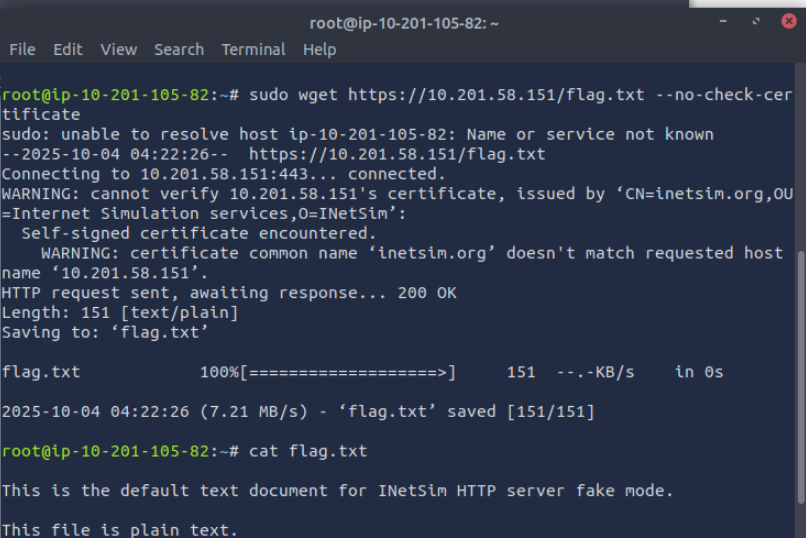 root@ip-10-201-105-82: ~
File Edit View Search Terminal Help
root@ip-10-201-105-82:~# sudo wget https://10.201.58.151/flag.txt --no-check-cer
tificate
sudo: unable to resolve host ip-10-201-105-82: Name or service not known
--2025-10-04 04:22:26--  https://10.201.58.151/flag.txt
Connecting to 10.201.58.151:443... connected.
WARNING: cannot verify 10.201.58.151's certificate, issued by ‘CN=inetsim.org,OU
=Internet Simulation services,O=INetSim’:
  Self-signed certificate encountered.
    WARNING: certificate common name ‘inetsim.org’ doesn't match requested host
name ‘10.201.58.151’.
HTTP request sent, awaiting response... 200 OK
Length: 151 [text/plain]
Saving to: ‘flag.txt’
flag.txt            100%[===================>]     151  --.-KB/s    in 0s
2025-10-04 04:22:26 (7.21 MB/s) - ‘flag.txt’ saved [151/151]
root@ip-10-201-105-82:~# cat flag.txt
This is the default text document for INetSim HTTP server fake mode.
This file is plain text.